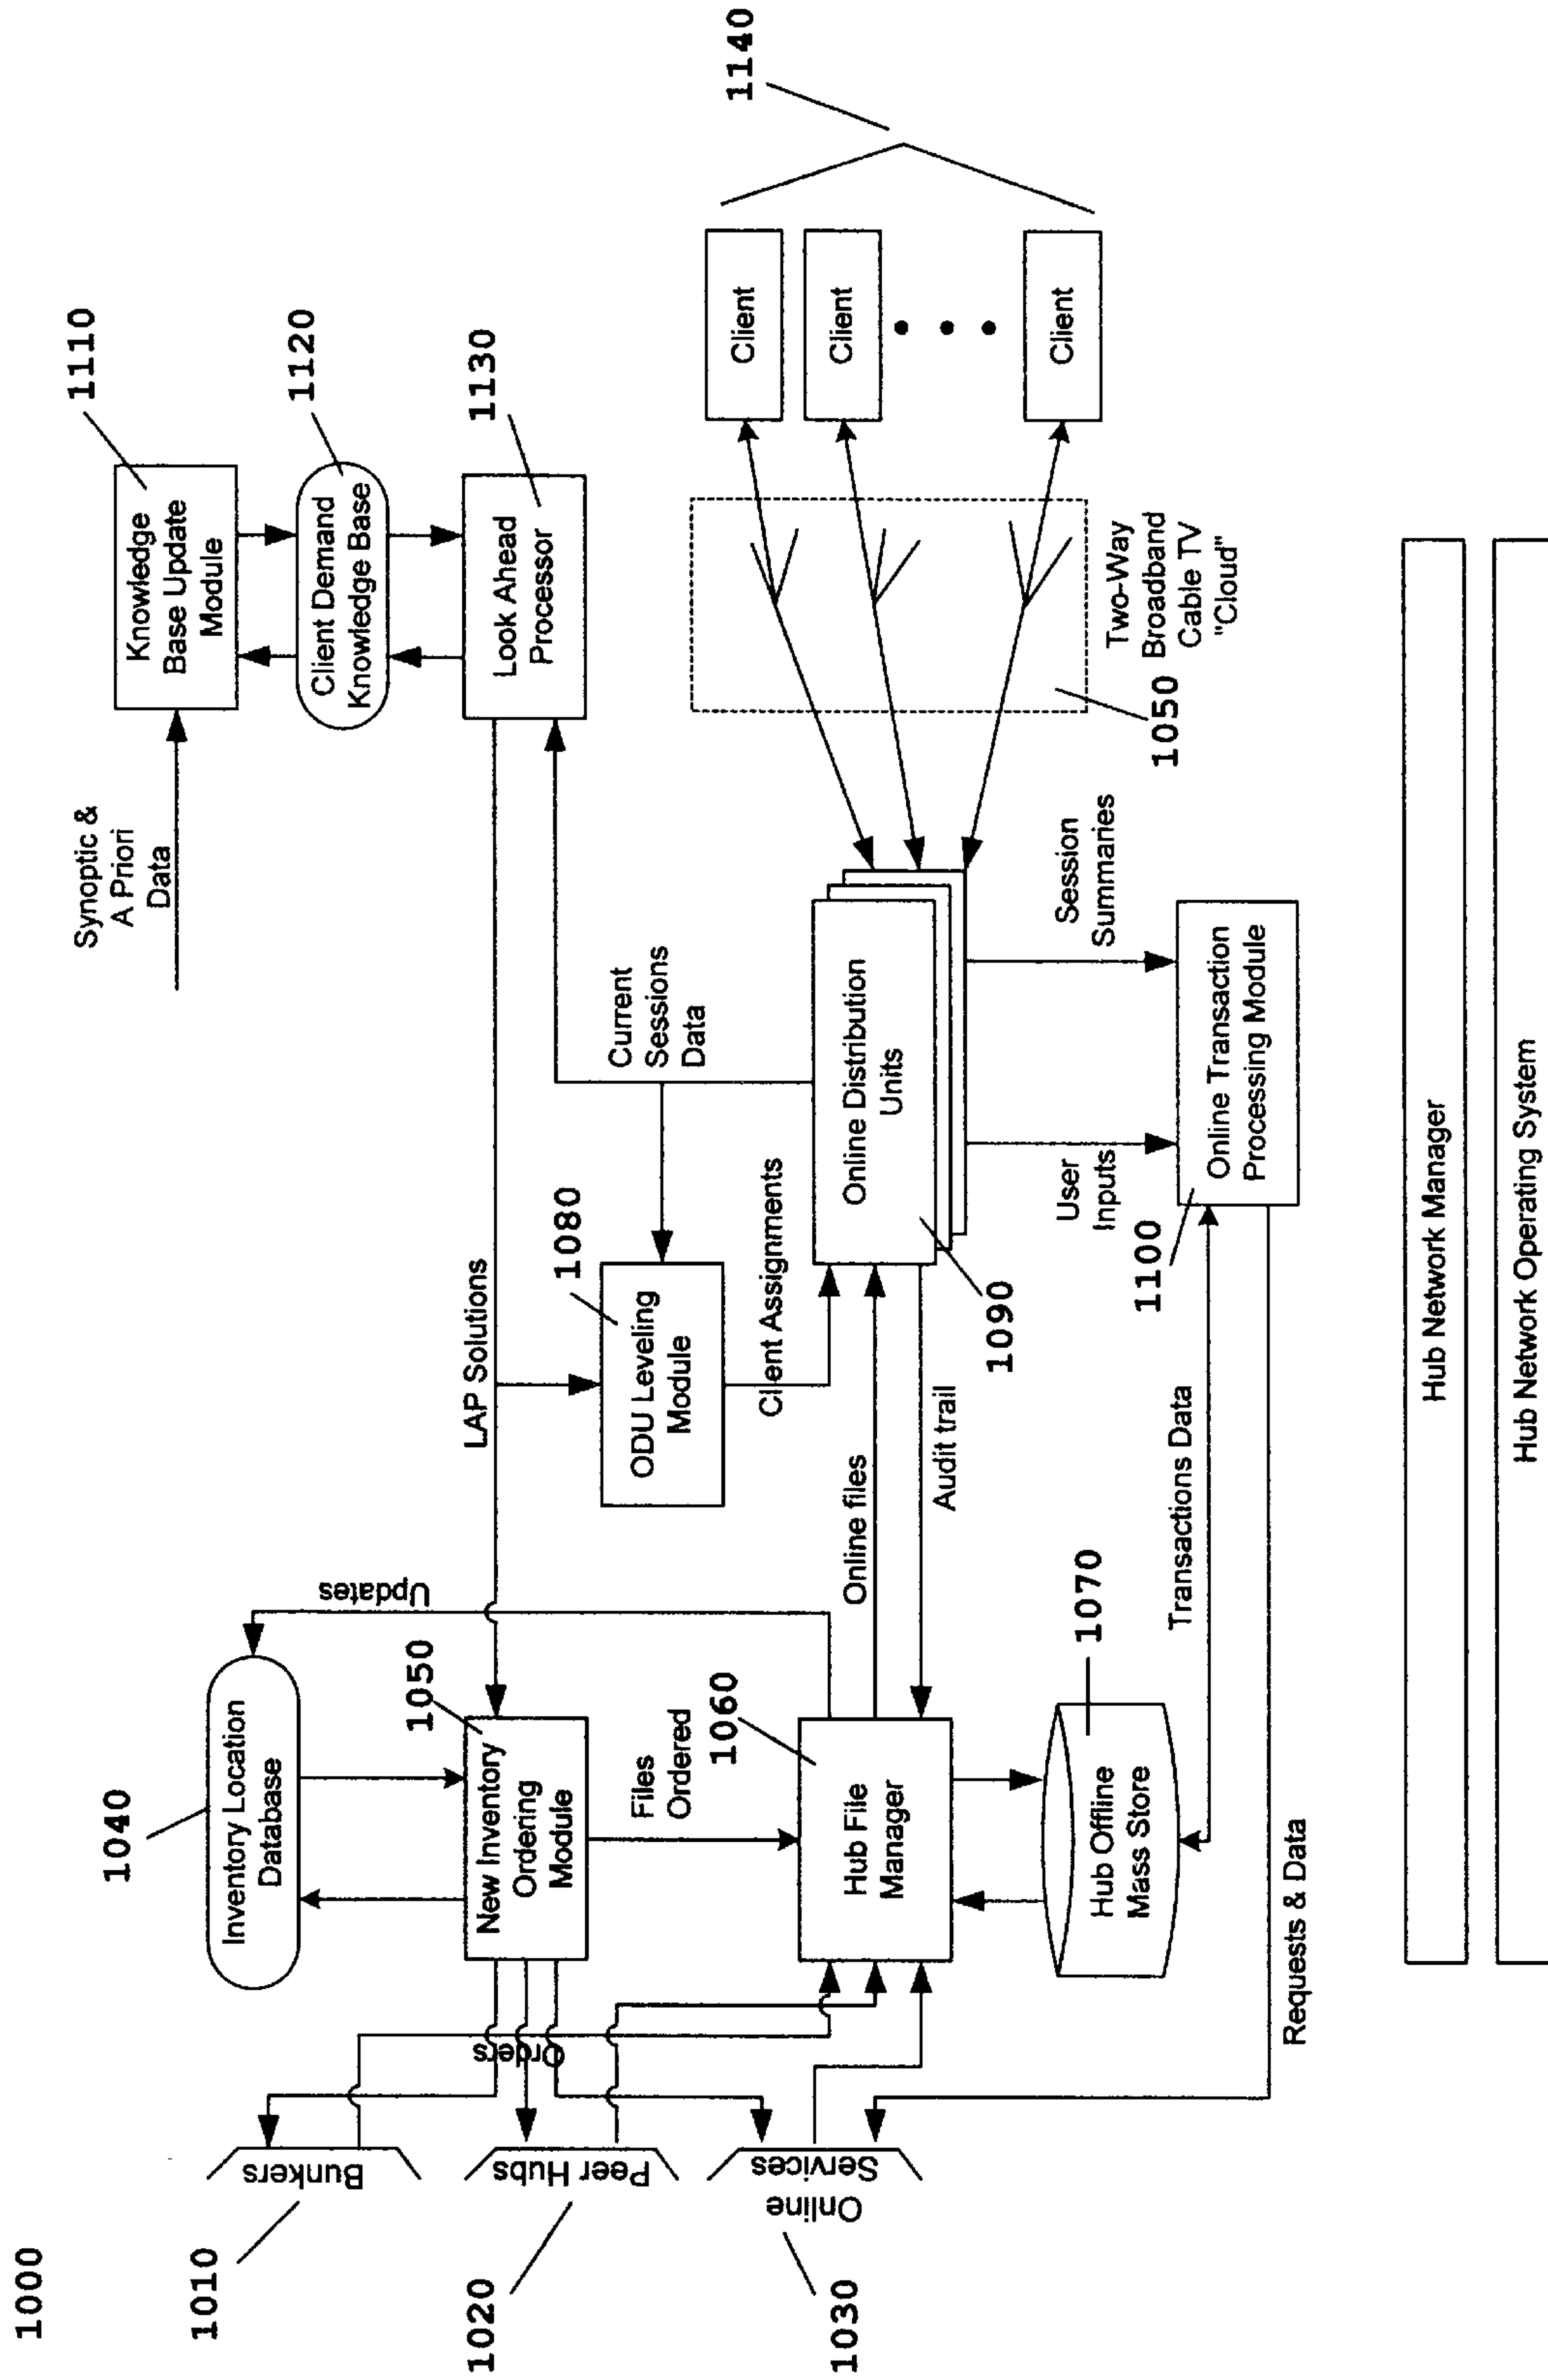 1000
1010
Bunkers
1020
Peer Hubs
1030
Online
Services
Orders
1040
Inventory Location
Database
Updates
1050
New Inventory
Ordering
Module
Files
Ordered
1060
Hub File
Manager
1070
Hub Offline
Mass Store
LAP Solutions
1080
ODU Leveling
Module
Client Assignments
Online files
Audit trail
Current
Sessions
Data
Online Distribution
Units
1090
User
Inputs
Session
Summaries
1100
Online Transaction
Processing Module
Transactions Data
Requests & Data
Synoptic &
A Priori
Data
1110
Knowledge
Base Update
Module
1120
Client Demand
Knowledge Base
1130
Look Ahead
Processor
1140
Client
Client
Client
1050
Two-Way
Broadband
Cable TV
"Cloud"
Hub Network Manager
Hub Network Operating System